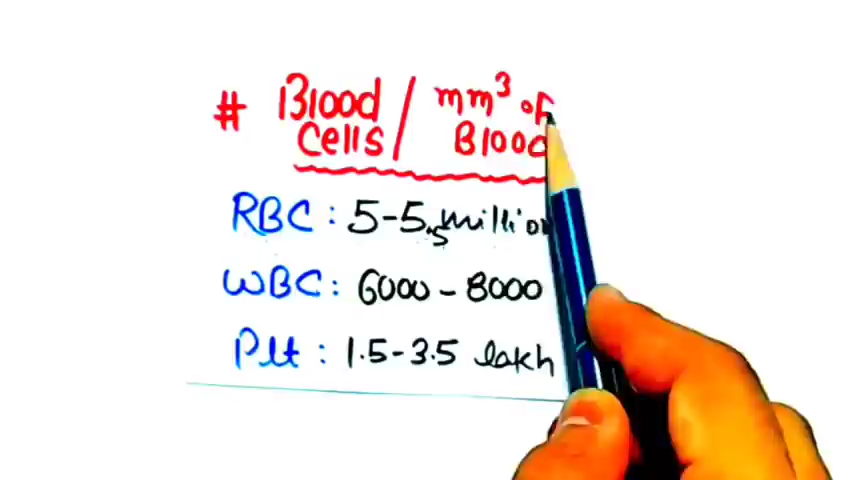 # Blood / mm³ of
Cells / Blood
RBC : 5-5.5 million
WBC : 6000 - 8000
Plt : 1.5-3.5 lakh